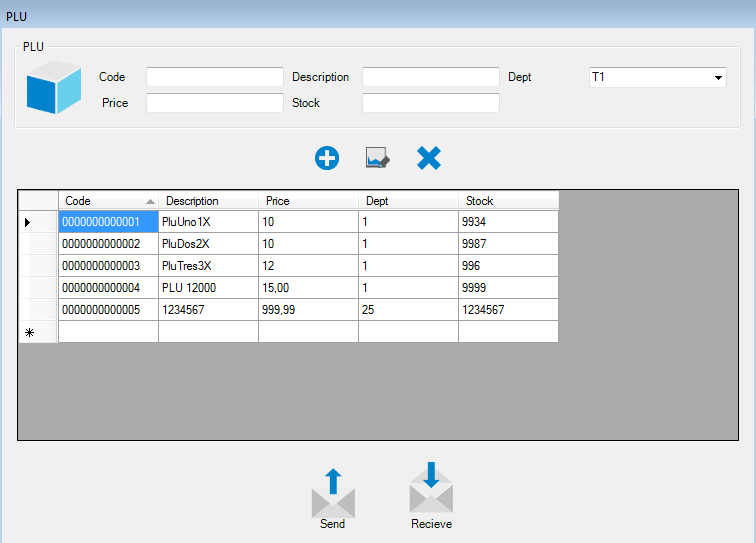 PLU
PLU
Code Description Dept T1
Price Stock
Code Description Price Dept Stock
0000000000001 PluUno1X 10 1 9934
0000000000002 PluDos2X 10 1 9987
0000000000003 PluTres3X 12 1 996
0000000000004 PLU 12000 15,00 1 9999
0000000000005 1234567 999,99 25 1234567
Send Recieve